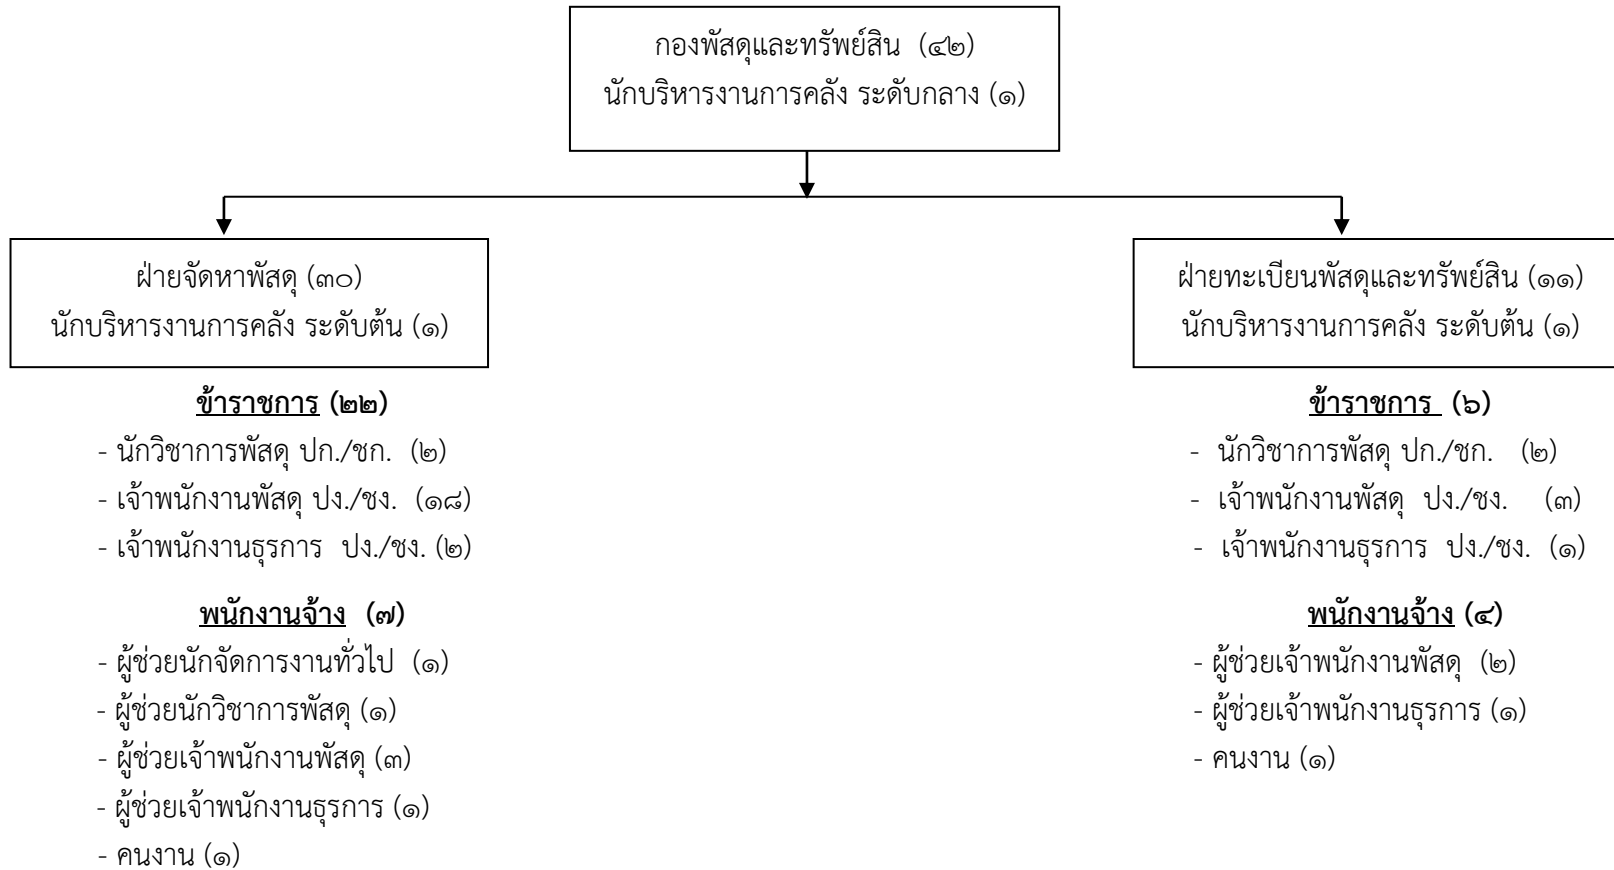 กองพัสดุและทรัพย์สิน (๔๒)
นักบริหารงานการคลัง ระดับกลาง (๑)
ฝ่ายจัดหาพัสดุ (๓๐)
นักบริหารงานการคลัง ระดับต้น (๑)
ข้าราชการ (๒๒)
- นักวิชาการพัสดุ ปก./ชก. (๒)
- เจ้าพนักงานพัสดุ ปง./ชง. (๑๘)
- เจ้าพนักงานธุรการ ปง./ชง. (๒)
พนักงานจ้าง (๗)
- ผู้ช่วยนักจัดการงานทั่วไป (๑)
- ผู้ช่วยนักวิชาการพัสดุ (๑)
- ผู้ช่วยเจ้าพนักงานพัสดุ (๓)
- ผู้ช่วยเจ้าพนักงานธุรการ (๑)
- คนงาน (๑)
ฝ่ายทะเบียนพัสดุและทรัพย์สิน (๑๑)
นักบริหารงานการคลัง ระดับต้น (๑)
ข้าราชการ (๖)
- นักวิชาการพัสดุ ปก./ชก. (๒)
- เจ้าพนักงานพัสดุ ปง./ชง. (๓)
- เจ้าพนักงานธุรการ ปง./ชง. (๑)
พนักงานจ้าง (๔)
- ผู้ช่วยเจ้าพนักงานพัสดุ (๒)
- ผู้ช่วยเจ้าพนักงานธุรการ (๑)
- คนงาน (๑)